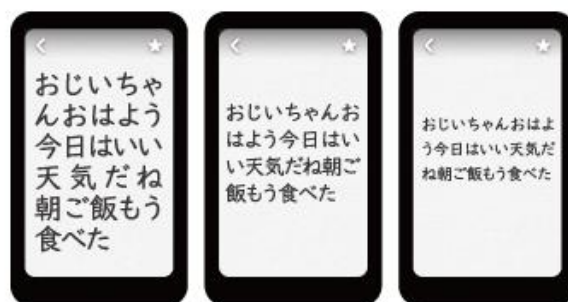 おじいちゃ
んおはよう
今日はいい
天気だね
朝ご飯もう
食べた
おじいちゃんお
はよう今日はい
い天気だね朝ご
飯もう食べた
おじいちゃんおはよ
う今日はいい天気だ
ね朝ご飯もう食べた